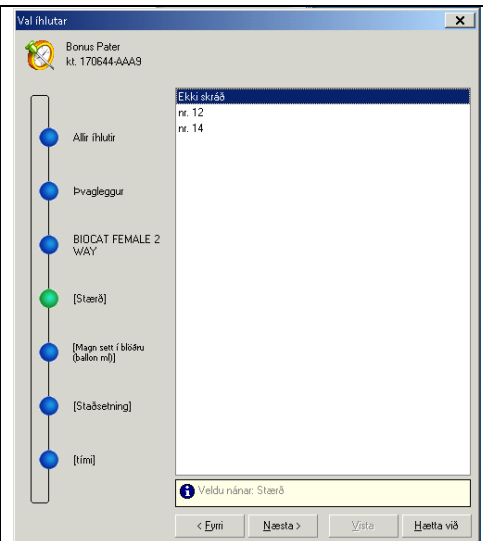 Val íhlutar
Bonus Pater
kt. 170644-AAA9
Allir íhlutir
Þvagleggur
BIOCAT FEMALE 2
WAY
[Stærð]
[Magn sett í blöðru
(ballon ml)]
[Staðsetning]
[tími]
Ekki skráð
nr. 12
nr. 14
Veldu nánar: Stærð
< Fyrri
Næsta >
Vista
Hætta við